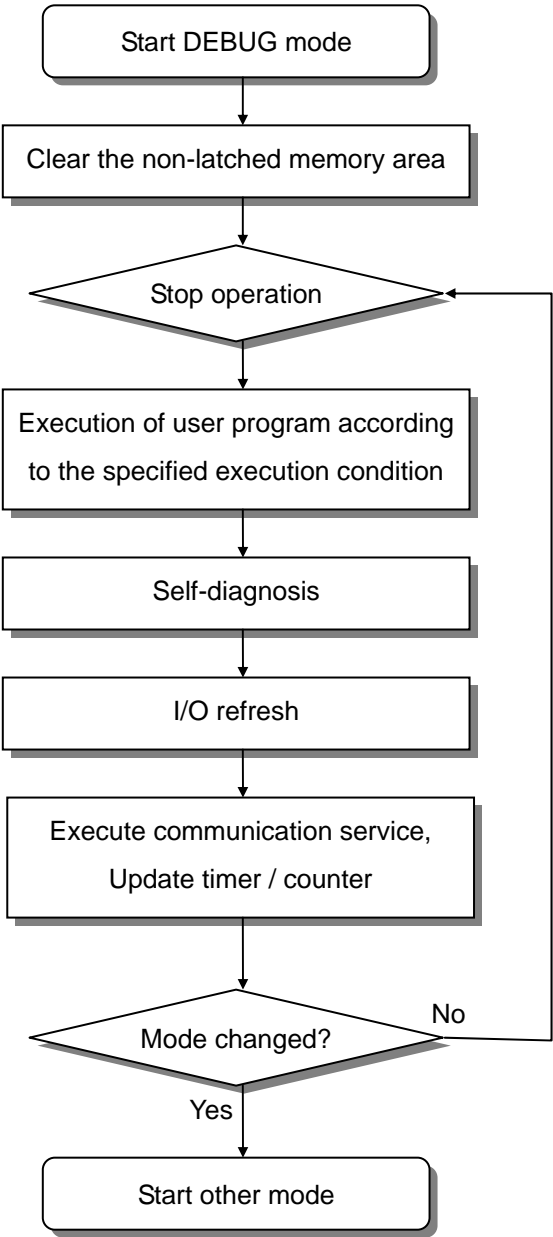 Start DEBUG mode
Clear the non-latched memory area
Stop operation
Execution of user program according
to the specified execution condition
Self-diagnosis
I/O refresh
Execute communication service,
Update timer / counter
Mode changed?
No
Yes
Start other mode